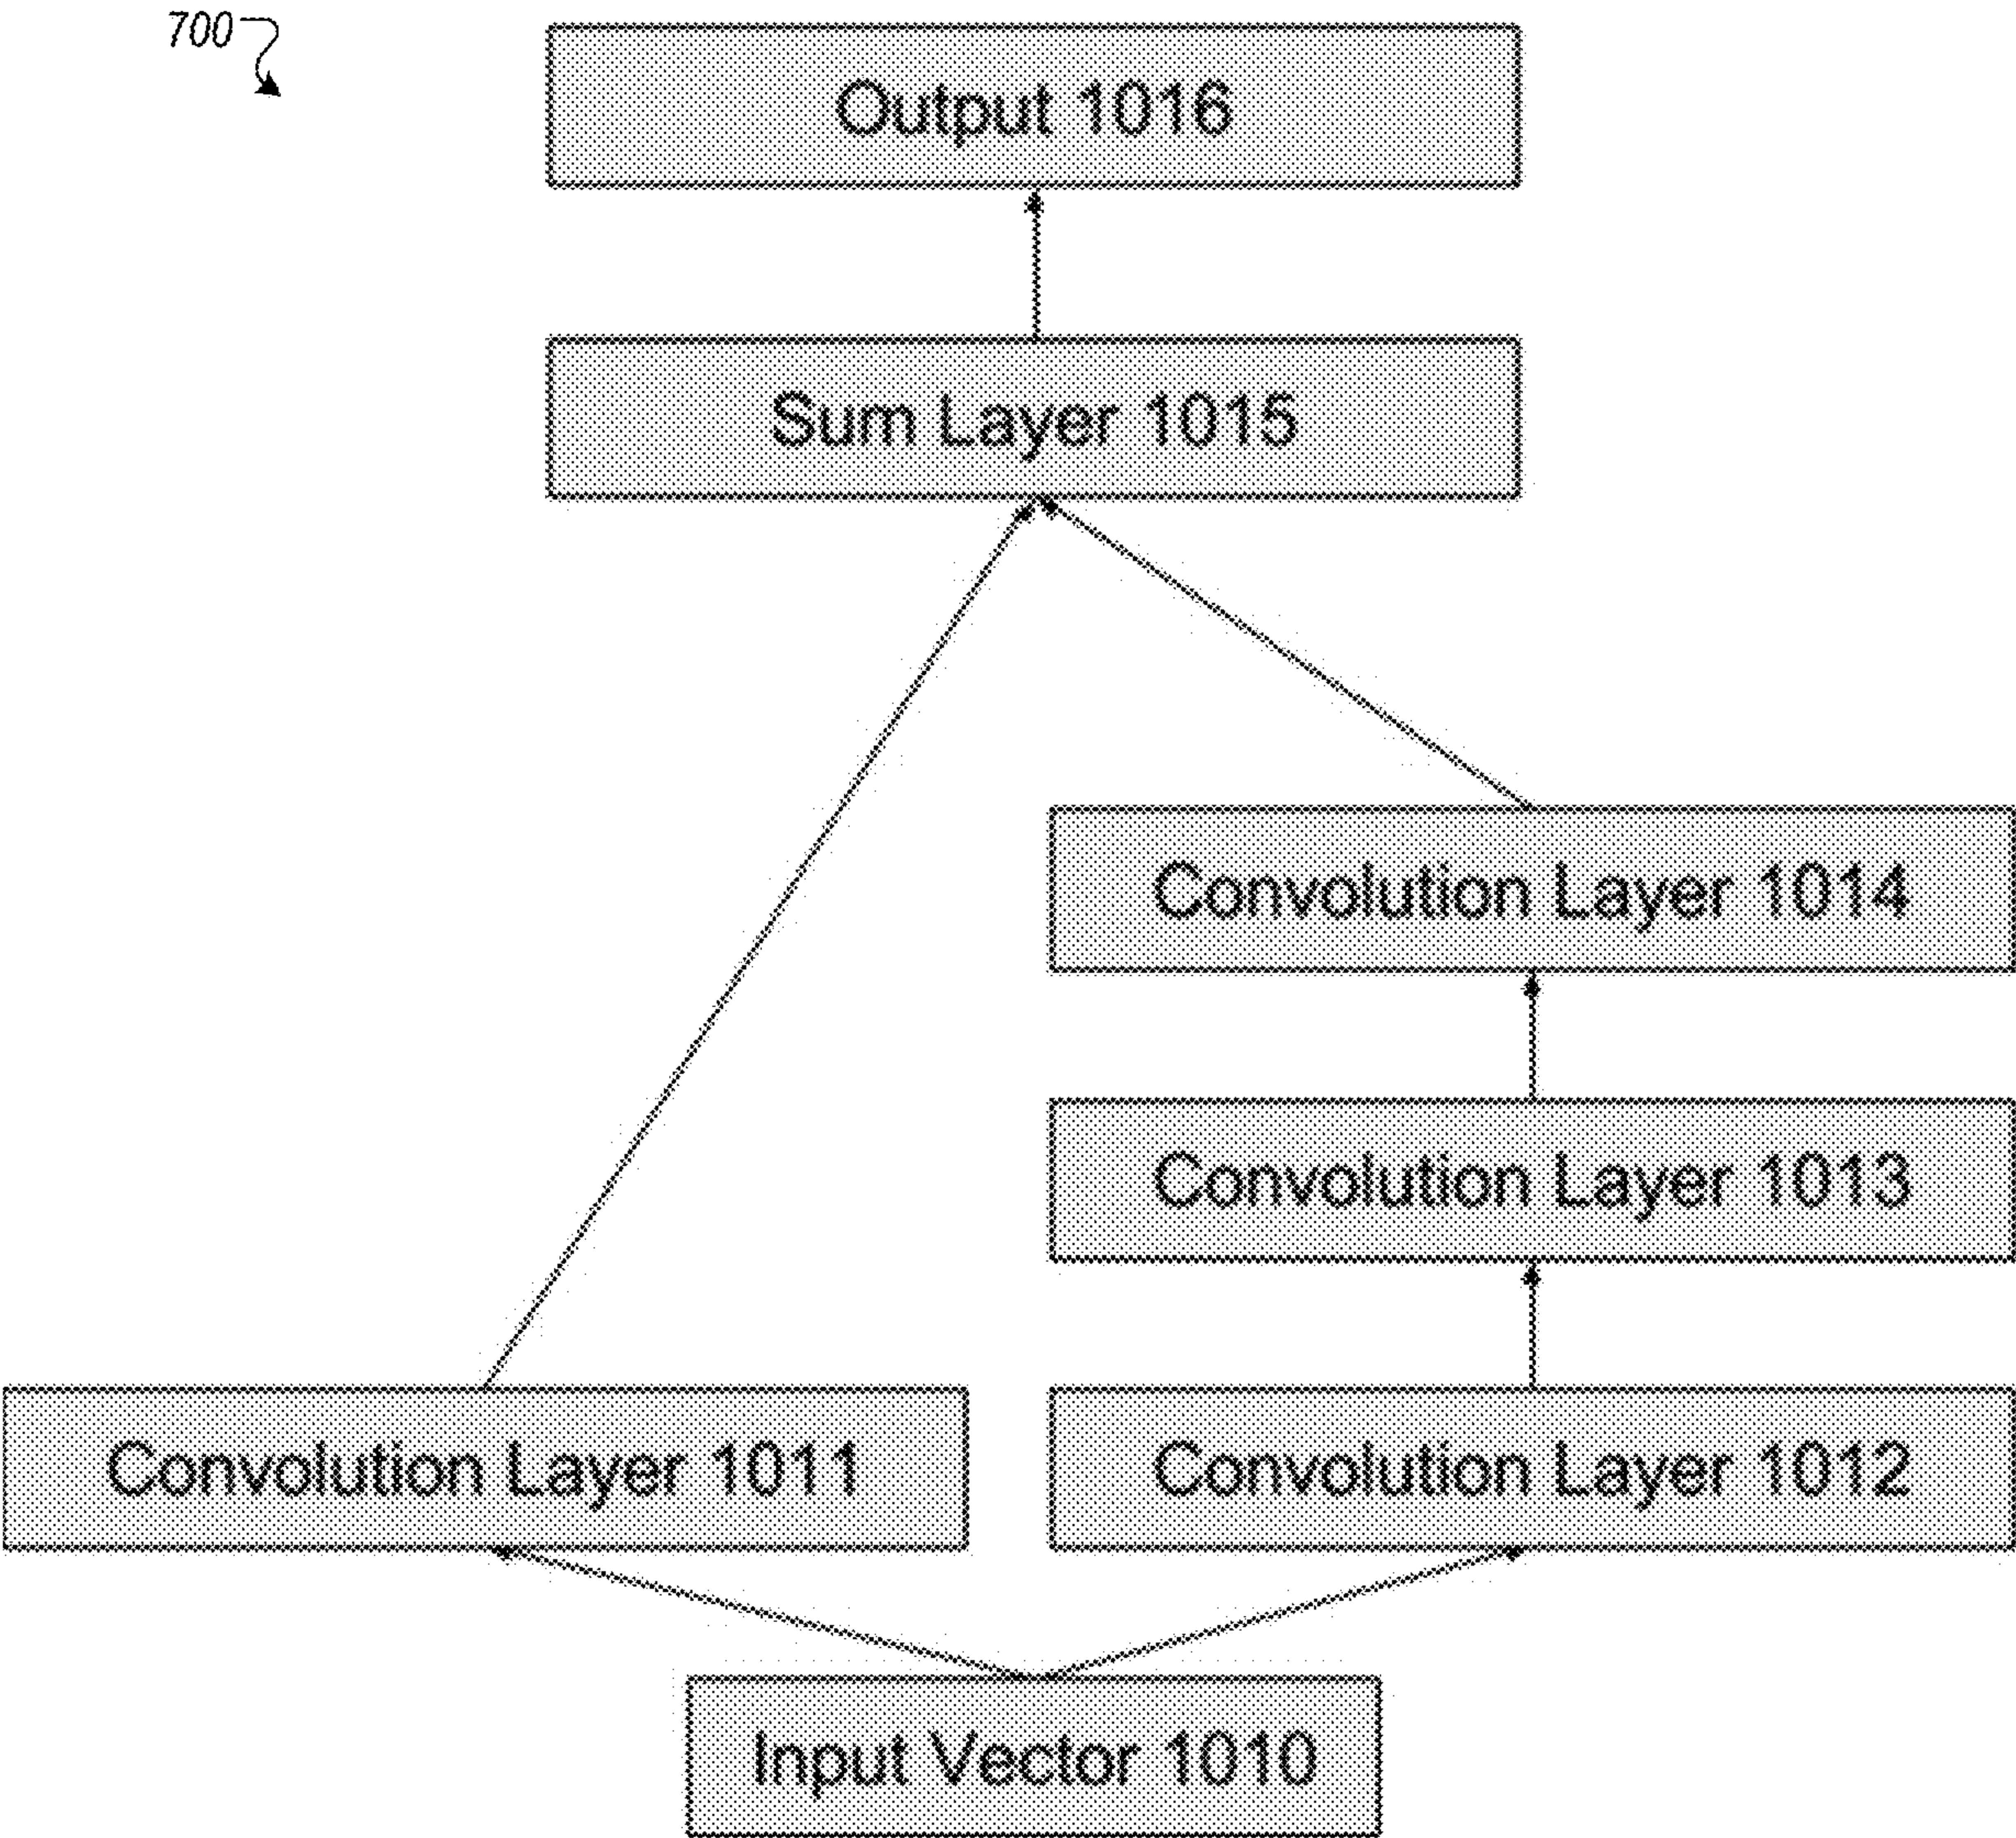 700
Output 1016
Sum Layer 1015
Convolution Layer 1014
Convolution Layer 1013
Convolution Layer 1011
Convolution Layer 1012
Input Vector 1010